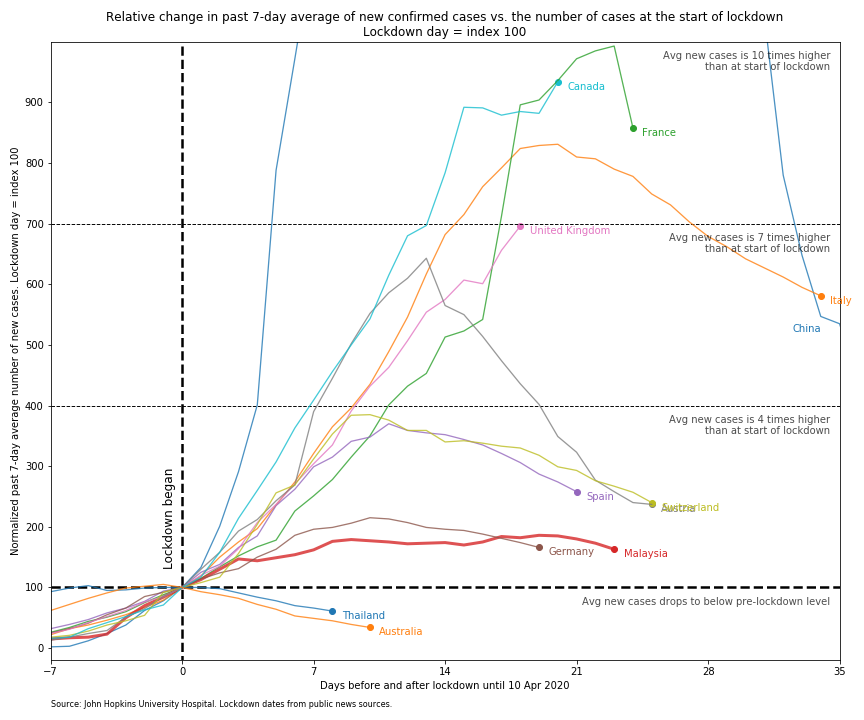 Relative change in past 7-day average of new confirmed cases vs. the number of cases at the start of lockdown
Lockdown day = index 100
Normalized past 7-day average number of new cases. Lockdown day = index 100
900
800
700
600
500
400
300
200
100
0
Avg new cases is 10 times higher
than at start of lockdown
Canada
France
United Kingdom
Avg new cases is 7 times higher
than at start of lockdown
Italy
China
Avg new cases is 4 times higher
than at start of lockdown
Lockdown began
Spain
Switzerland
Austria
Germany
Malaysia
Avg new cases drops to below pre-lockdown level
Thailand
Australia
−7
0
7
14
21
28
35
Days before and after lockdown until 10 Apr 2020
Source: John Hopkins University Hospital. Lockdown dates from public news sources.